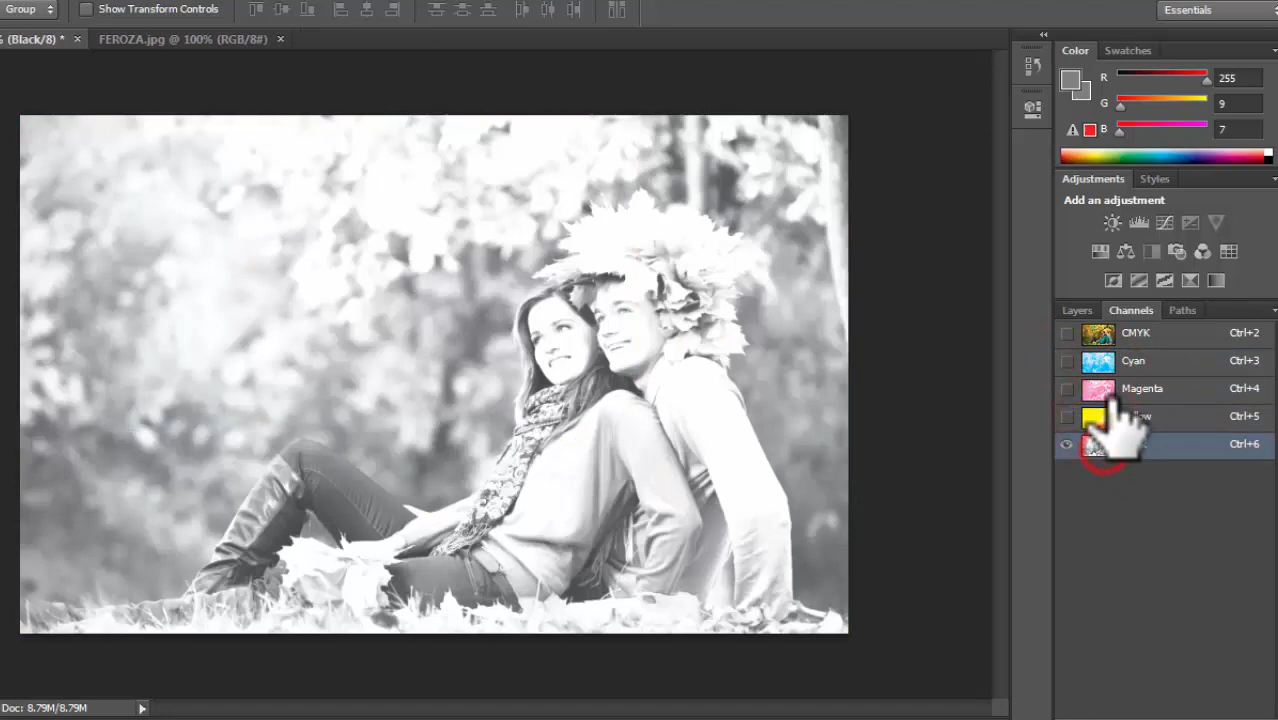 Group
Show Transform Controls
Essentials
% (Black/8) * ×
FEROZA.jpg @ 100% (RGB/8#) ×
Color Swatches
R 255
G 9
B 7
Adjustments Styles
Add an adjustment
Layers Channels Paths
CMYK Ctrl+2
Cyan Ctrl+3
Magenta Ctrl+4
Ctrl+5
Ctrl+6
Doc: 8.79M/8.79M